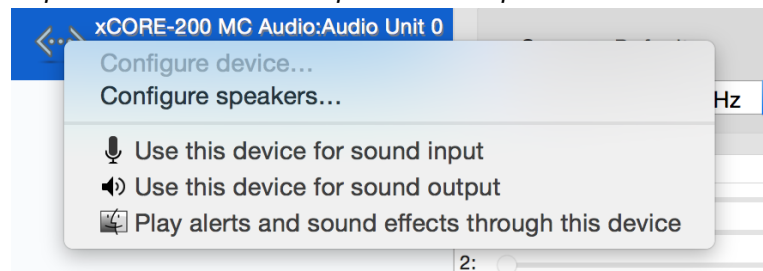 xCORE-200 MC Audio:Audio Unit 0
Configure device...
Configure speakers...
Hz
Use this device for sound input
Use this device for sound output
Play alerts and sound effects through this device
2: